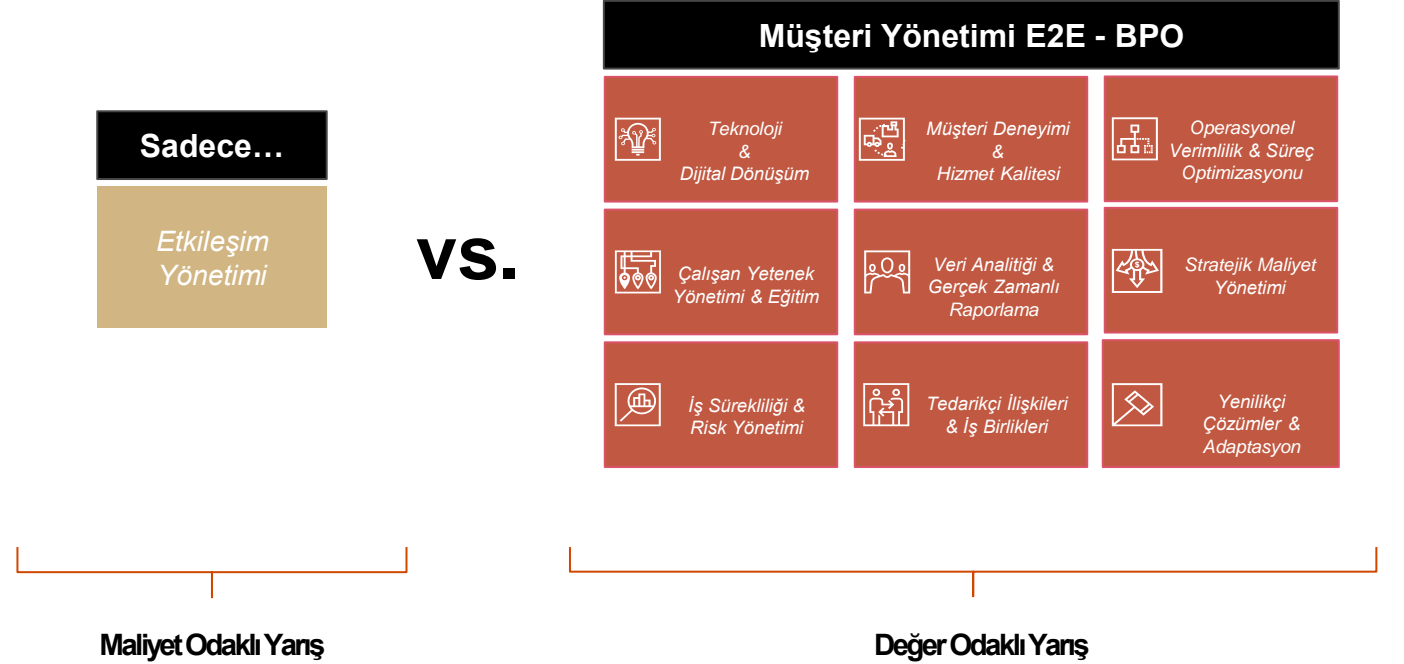 Sadece…
Etkileşim
Yönetimi
vs.
Müşteri Yönetimi E2E - BPO
Teknoloji
&
Dijital Dönüşüm
Müşteri Deneyimi
&
Hizmet Kalitesi
Operasyonel
Verimlilik & Süreç
Optimizasyonu
Çalışan Yetenek
Yönetimi & Eğitim
Veri Analitiği &
Gerçek Zamanlı
Raporlama
Stratejik Maliyet
Yönetimi
İş Sürekliliği &
Risk Yönetimi
Tedarikçi İlişkileri
& İş Birlikleri
Yenilikçi
Çözümler &
Adaptasyon
Maliyet Odaklı Yarış
Değer Odaklı Yarış